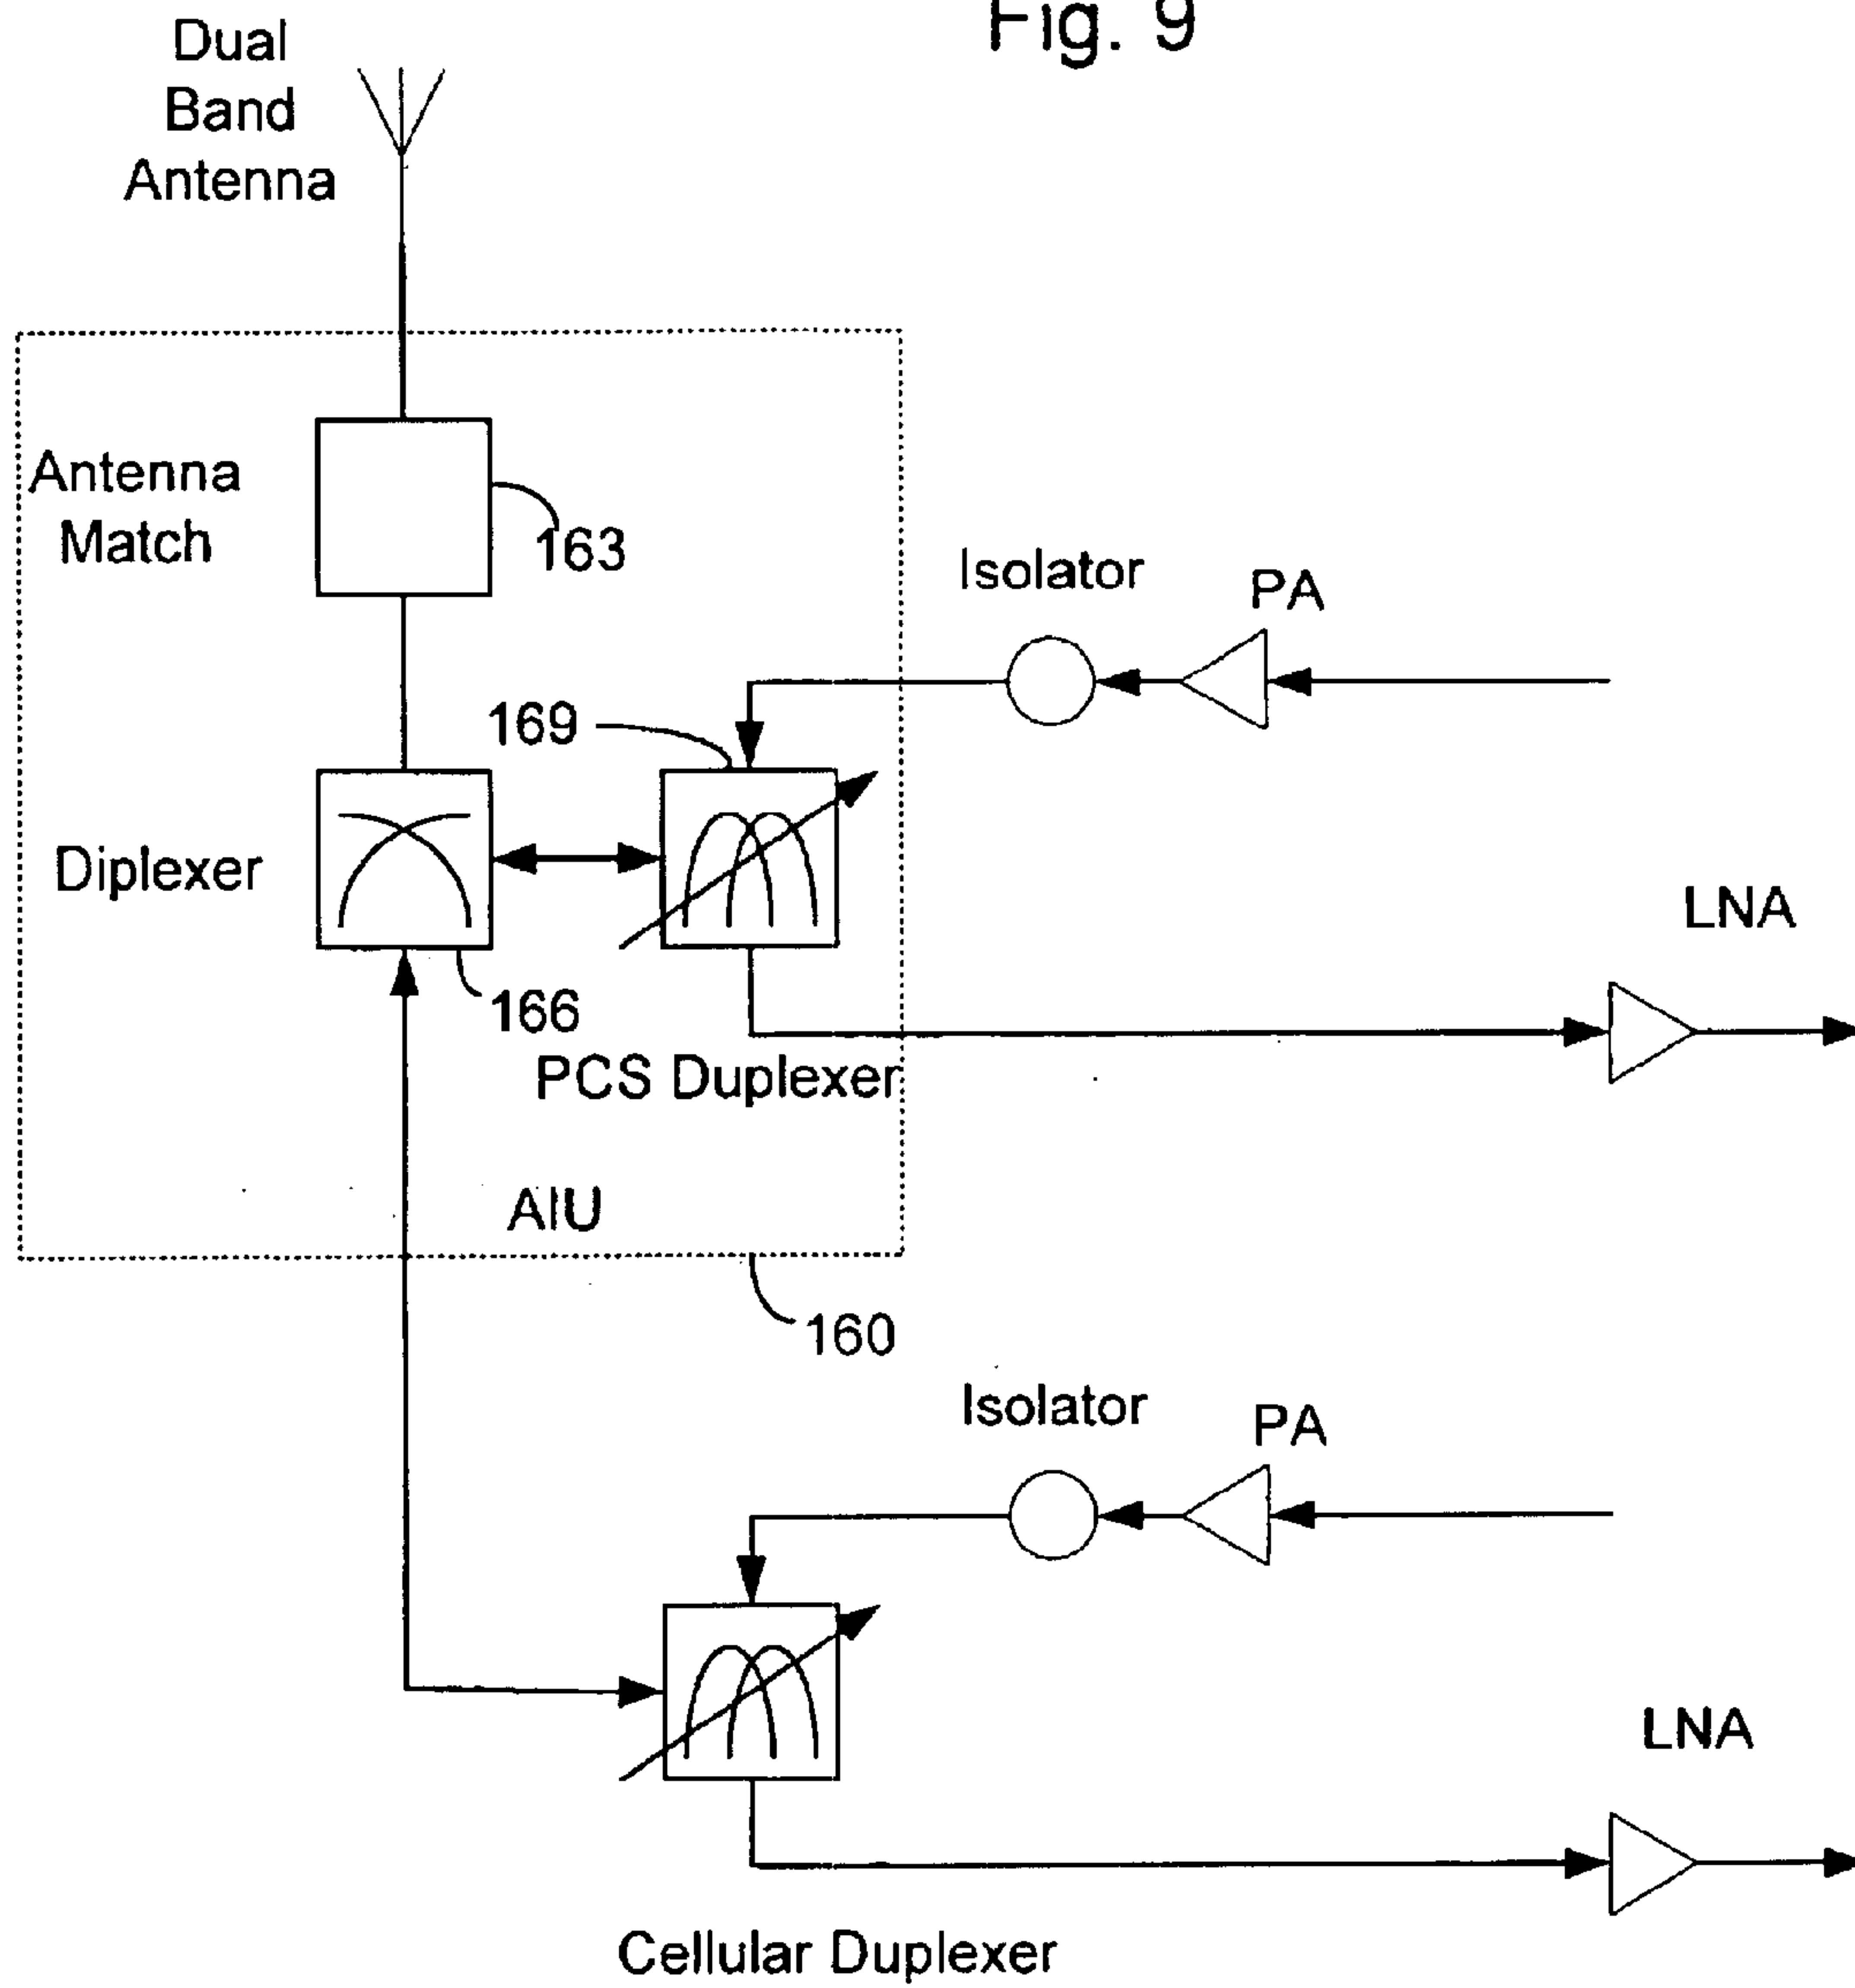 Fig. 9
Dual
Band
Antenna
Antenna
Match
163
Isolator
PA
169
Diplexer
LNA
166
PCS Duplexer
AIU
160
Isolator
PA
LNA
Cellular Duplexer